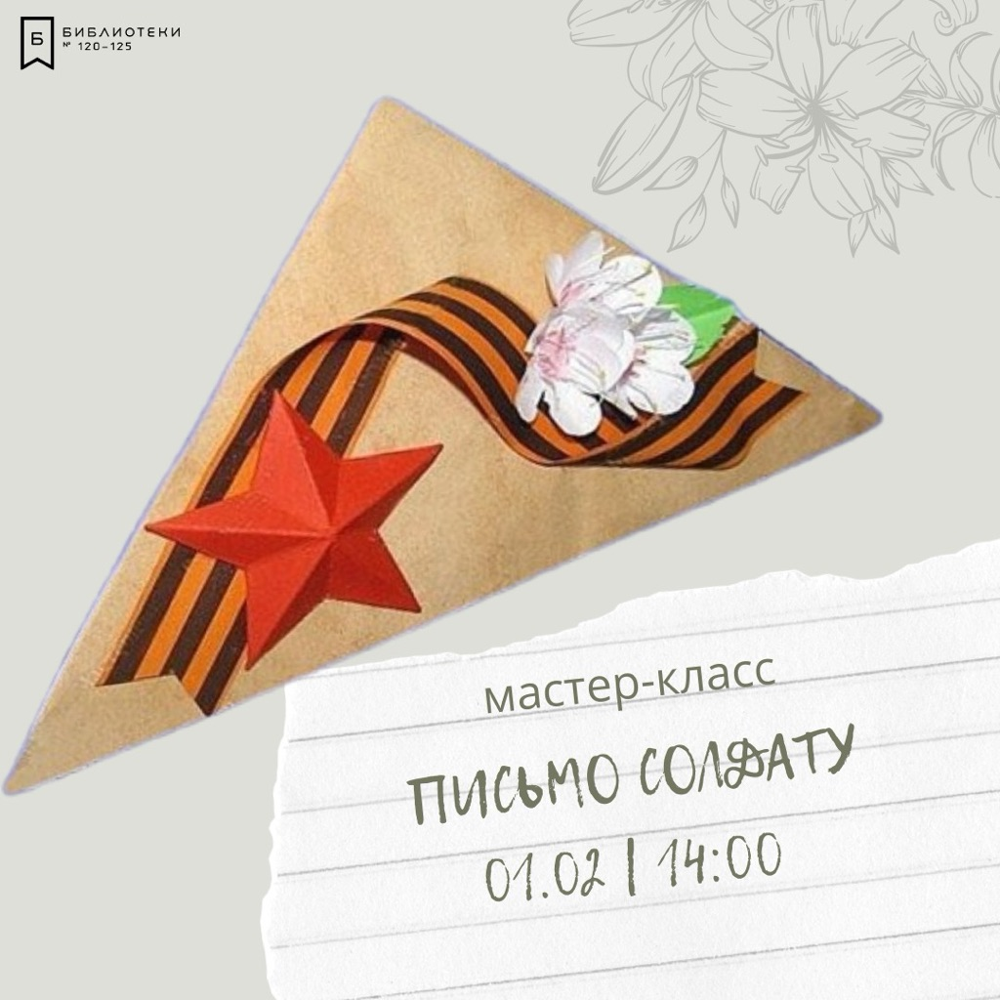 Б
БИБЛИОТЕКИ
№ 120-125
мастер-класс
ПИСЬМО СОЛДАТУ
01.02 | 14:00